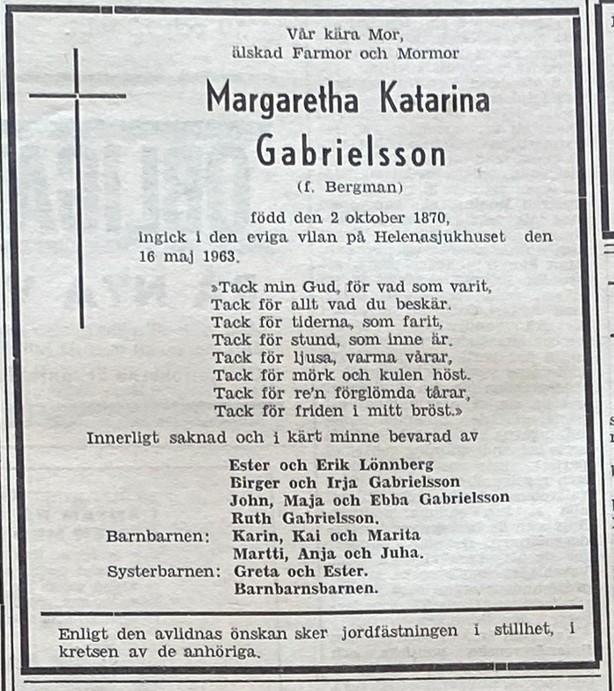 Vår kära Mor,
älskad Farmor och Mormor
Margaretha Katarina
Gabrielsson
(f. Bergman)
född den 2 oktober 1870,
ingick i den eviga vilan på Helenasjukhuset den
16 maj 1963.
»Tack min Gud, för vad som varit,
Tack för allt vad du beskär.
Tack för tiderna, som farit,
Tack för stund, som inne är.
Tack för ljusa, varma vårar,
Tack för mörk och kulen höst.
Tack för re'n förglömda tårar,
Tack för friden i mitt bröst.»
Innerligt saknad och i kärt minne bevarad av
Ester och Erik Lönnberg
Birger och Irja Gabrielsson
John, Maja och Ebba Gabrielsson
Ruth Gabrielsson.
Barnbarnen: Karin, Kai och Marita
Martti, Anja och Juha.
Systerbarnen: Greta och Ester.
Barnbarnsbarnen.
Enligt den avlidnas önskan sker jordfästningen i stillhet, i
kretsen av de anhöriga.